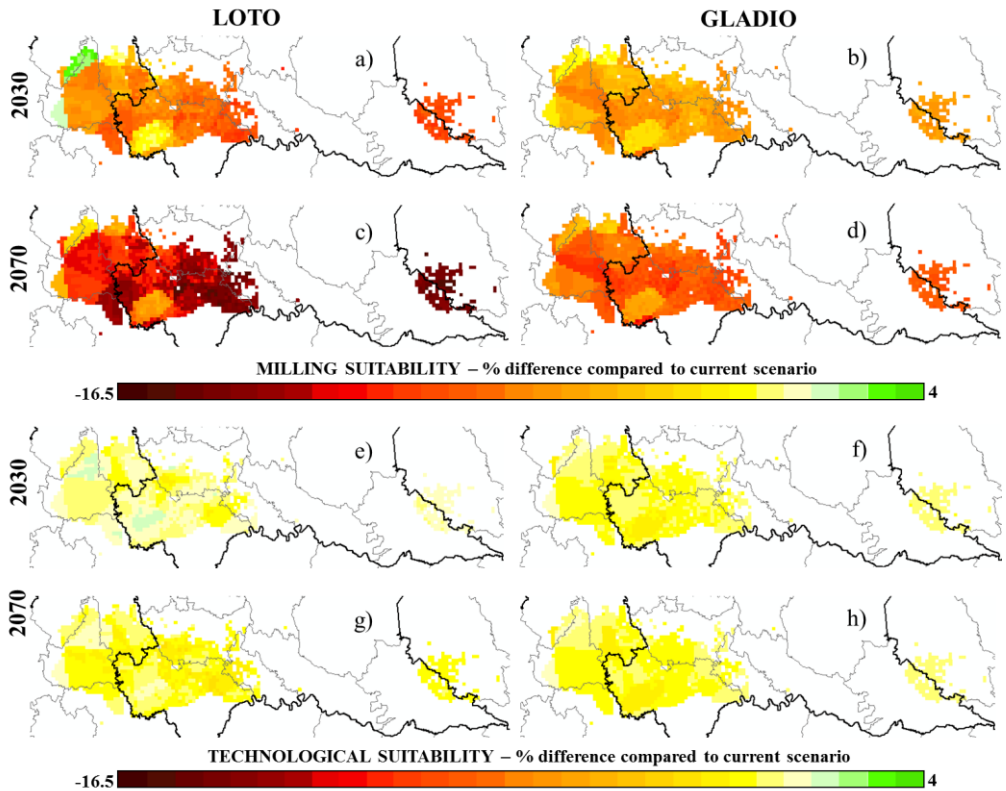 LOTO GLADIO
2030 a) b)
2070 c) d)
MILLING SUITABILITY – % difference compared to current scenario
-16.5 4
2030 e) f)
2070 g) h)
TECHNOLOGICAL SUITABILITY – % difference compared to current scenario
-16.5 4